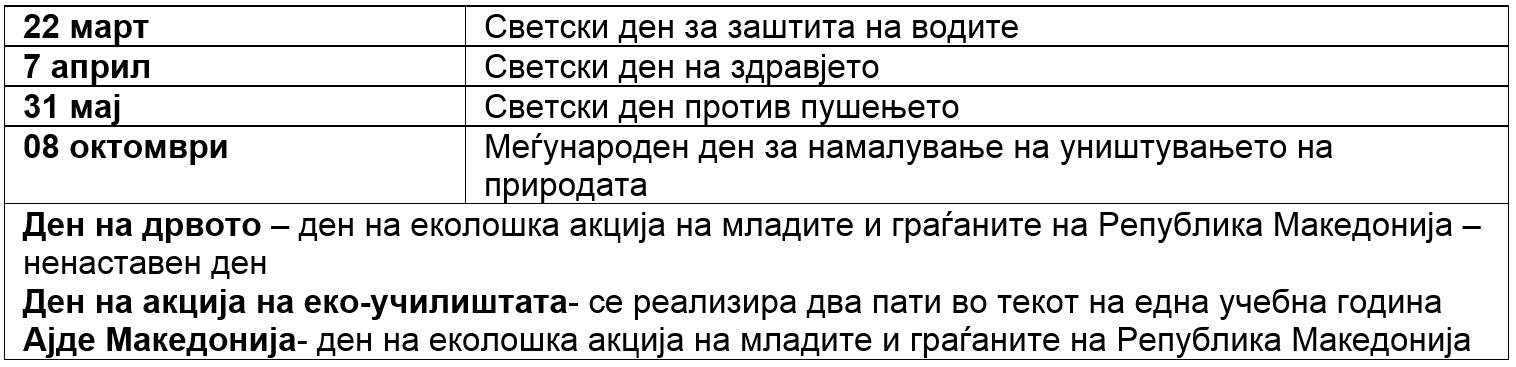 22 март Светски ден за заштита на водите
7 април Светски ден на здравјето
31 мај Светски ден против пушењето
08 октомври Меѓународен ден за намалување на уништувањето на
природата
Ден на дрвото – ден на еколошка акција на младите и граѓаните на Република Македонија –
ненаставен ден
Ден на акција на еко-училиштата- се реализира два пати во текот на една учебна година
Ајде Македонија- ден на еколошка акција на младите и граѓаните на Република Македонија